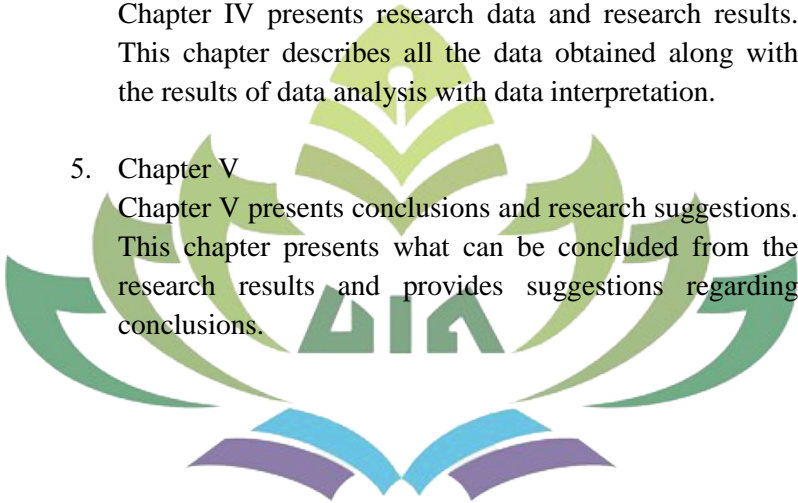 Chapter IV presents research data and research results.
This chapter describes all the data obtained along with
the results of data analysis with data interpretation.
5. Chapter V
Chapter V presents conclusions and research suggestions.
This chapter presents what can be concluded from the
research results and provides suggestions regarding
conclusions.